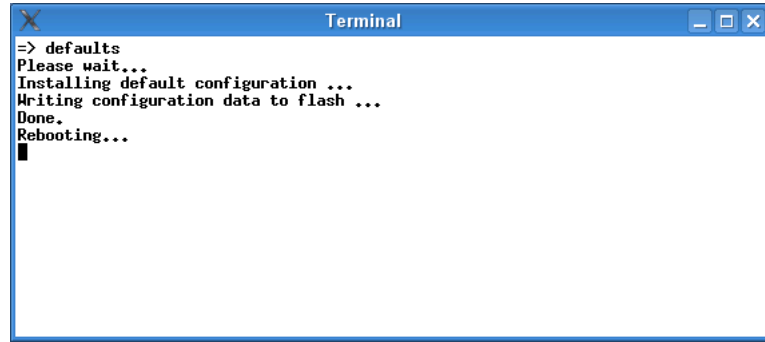 Terminal
=> defaults
Please wait...
Installing default configuration ...
Writing configuration data to flash ...
Done.
Rebooting...